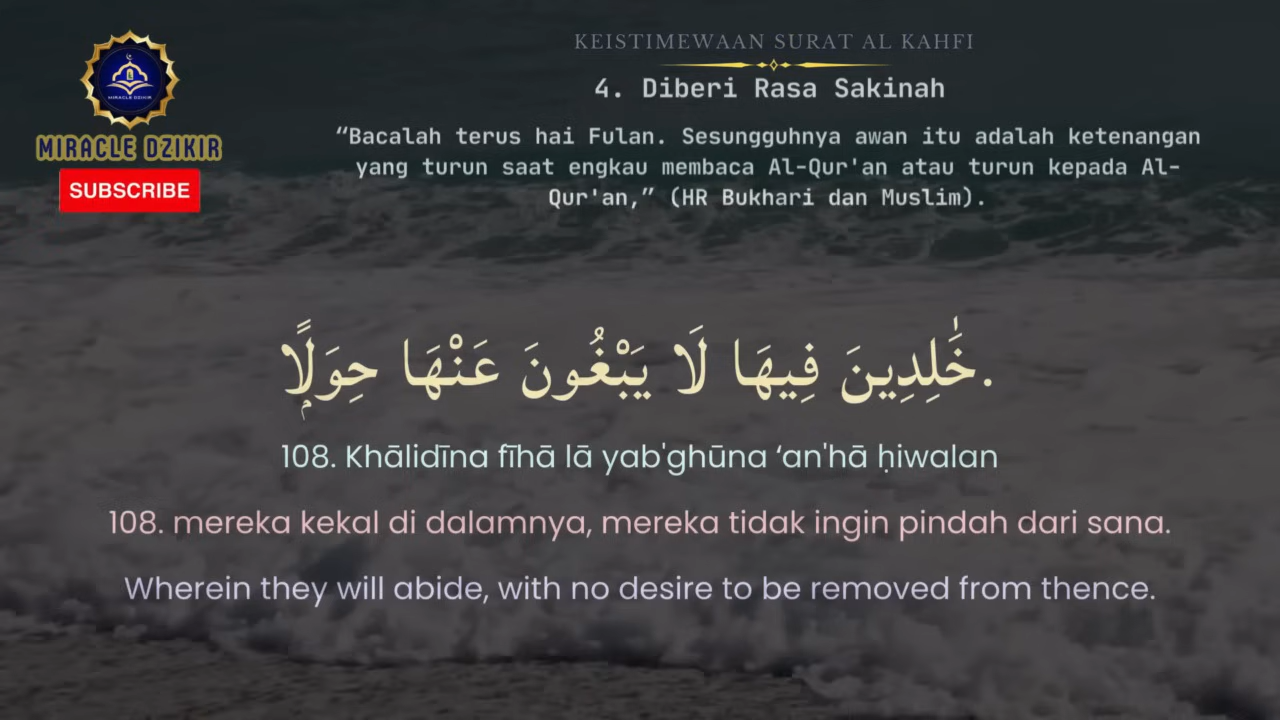 KEISTIMEWAAN SURAT AL KAHFI
4. Diberi Rasa Sakinah
“Bacalah terus hai Fulan. Sesungguhnya awan itu adalah ketenangan
yang turun saat engkau membaca Al-Qur'an atau turun kepada Al-
Qur'an,” (HR Bukhari dan Muslim).
MIRACLE DZIKIR
MIRACLE DZIKIR
SUBSCRIBE
خَٰلِدِينَ فِيهَا لَا يَبْغُونَ عَنْهَا حِوَلًۭا.
108. Khālidīna fīhā lā yab'ghūna ‘an'hā ḥiwalan
108. mereka kekal di dalamnya, mereka tidak ingin pindah dari sana.
Wherein they will abide, with no desire to be removed from thence.